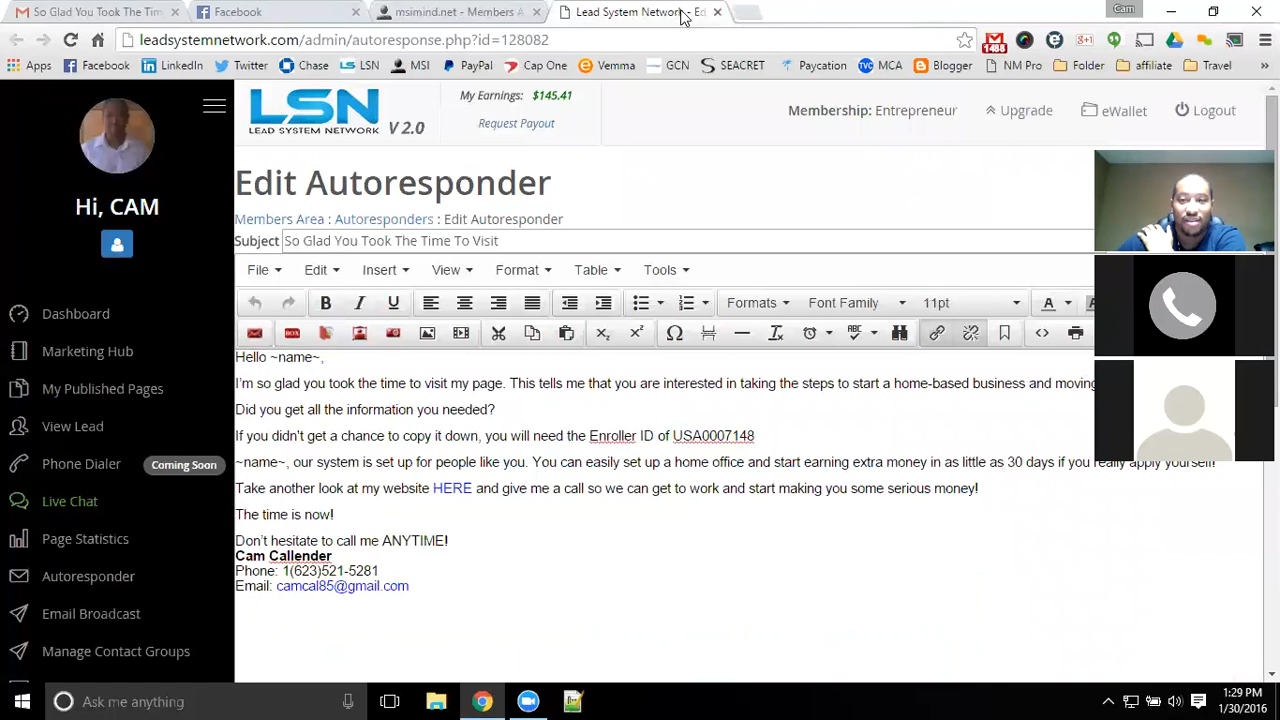 So Glad You Took The Tim
Facebook
msimind.net - Members A
Lead System Network - Ed
Cam
leadsystemnetwork.com/admin/autoresponse.php?id=128082
1485
Apps
Facebook
LinkedIn
Twitter
Chase
LSN
MSI
PayPal
Cap One
Vemma
GCN
SEACRET
Paycation
TVC
MCA
Blogger
NM Pro
Folder
affiliate
Travel
LSN
LEAD SYSTEM NETWORK
V 2.0
My Earnings: $145.41
Request Payout
Membership: Entrepreneur
Upgrade
eWallet
Logout
Hi, CAM
Dashboard
Marketing Hub
My Published Pages
View Lead
Phone Dialer
Coming Soon
Live Chat
Page Statistics
Autoresponder
Email Broadcast
Manage Contact Groups
Edit Autoresponder
Members Area : Autoresponders : Edit Autoresponder
Subject So Glad You Took The Time To Visit
File Edit Insert View Format Table Tools
Formats Font Family 11pt
Hello ~name~,
I'm so glad you took the time to visit my page. This tells me that you are interested in taking the steps to start a home-based business and moving
Did you get all the information you needed?
If you didn't get a chance to copy it down, you will need the Enroller ID of USA0007148
~name~, our system is set up for people like you. You can easily set up a home office and start earning extra money in as little as 30 days if you really apply yourself!
Take another look at my website HERE and give me a call so we can get to work and start making you some serious money!
The time is now!
Don't hesitate to call me ANYTIME!
Cam Callender
Phone: 1(623)521-5281
Email: camcal85@gmail.com
Ask me anything
1:29 PM
1/30/2016